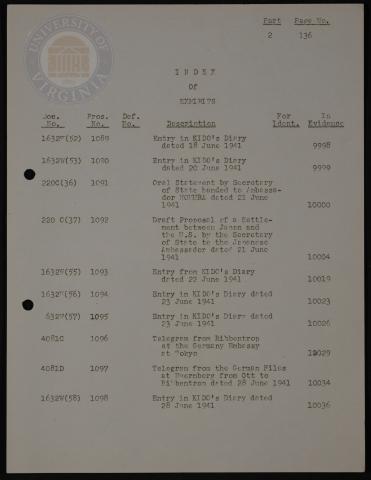 UNIVERSITY OF VIRGINIA
Part Page No.
2 136
I N D E X
Of
EXHIBITS
Doc. Pros. Def. For In
No. No. No. Description Ident. Evidence
1632W(52) 1089 Entry in KIDO's Diary
dated 18 June 1941 9998
1632W(53) 1090 Entry in KIDO's Diary
dated 20 June 1941 9999
220C(36) 1091 Oral Statement by Secretary
of State handed to Ambassa-
dor NOMURA dated 21 June
1941 10000
220 C(37) 1092 Draft Proposal of a Settle-
ment between Japan and
the U.S. by the Secretary
of State to the Japanese
Ambassador dated 21 June
1941 10004
1632W(55) 1093 Entry from KIDO's Diary
dated 22 June 1941 10019
1632W(56) 1094 Entry in KIDO's Diary dated
23 June 1941 10023
632W(57) 1095 Entry in KIDO's Diary dated
23 June 1941 10026
4081C 1096 Telegram from Ribbentrop
at the Germany Embassy
at Tokyo 10029
4081D 1097 Telegram from the German Files
at Nuernberg from Ott to
Ribbentrop dated 28 June 1941 10034
1632W(58) 1098 Entry in KIDO's Diary dated
28 June 1941 10036